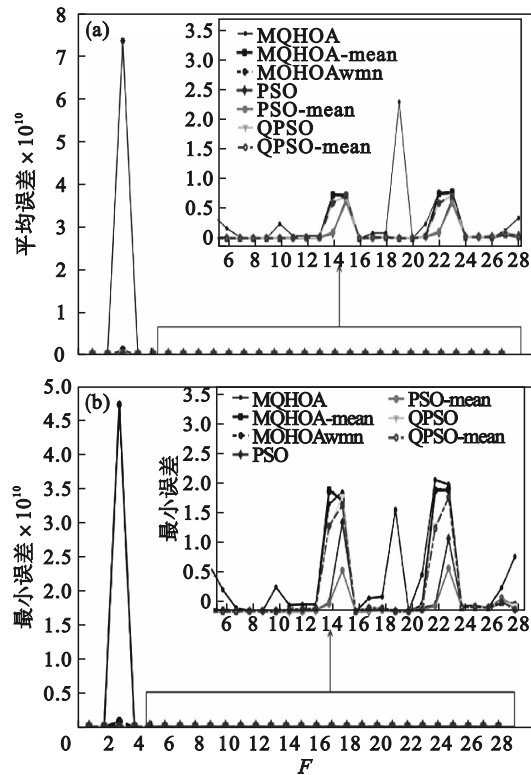 (a)
平均误差×10¹⁰
8
7
6
5
4
3
2
1
0
3.5
3.0
2.5
2.0
1.5
1.0
0.5
0
MQHOA
MQHOA-mean
MOHOAwmn
PSO
PSO-mean
QPSO
QPSO-mean
6 8 10 12 14 16 18 20 22 24 26 28
(b)
最小误差×10¹⁰
5.0
4.5
4.0
3.5
3.0
2.5
2.0
1.5
1.0
0.5
最小误差
3.5
3.0
2.5
2.0
1.5
1.0
0.5
0
MQHOA
MQHOA-mean
MOHOAwmn
PSO
PSO-mean
QPSO
QPSO-mean
6 8 10 12 14 16 18 20 22 24 26 28
0 2 4 6 8 10 12 14 16 18 20 22 24 26 28
F